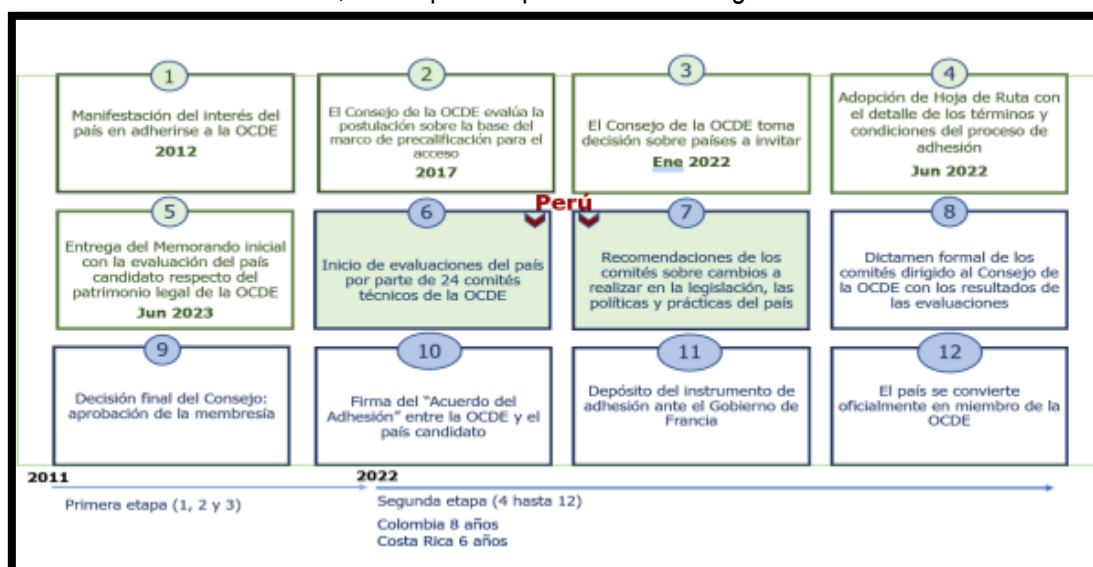 1
Manifestación del interés del
país en adherirse a la OCDE
2012
2
El Consejo de la OCDE evalúa la
postulación sobre la base del
marco de precalificación para el
acceso
2017
3
El Consejo de la OCDE toma
decisión sobre países a invitar
Ene 2022
4
Adopción de Hoja de Ruta con
el detalle de los términos y
condiciones del proceso de
adhesión
Jun 2022
Perú
5
Entrega del Memorando inicial
con la evaluación del país
candidato respecto del
patrimonio legal de la OCDE
Jun 2023
6
Inicio de evaluaciones del país
por parte de 24 comités
técnicos de la OCDE
7
Recomendaciones de los
comités sobre cambios a
realizar en la legislación, las
políticas y prácticas del país
8
Dictamen formal de los
comités dirigido al Consejo de
la OCDE con los resultados de
las evaluaciones
9
Decisión final del Consejo:
aprobación de la membresía
10
Firma del "Acuerdo del
Adhesión" entre la OCDE y el
país candidato
11
Depósito del instrumento de
adhesión ante el Gobierno de
Francia
12
El país se convierte
oficialmente en miembro de la
OCDE
2011
2022
Primera etapa (1, 2 y 3)
Segunda etapa (4 hasta 12)
Colombia 8 años
Costa Rica 6 años